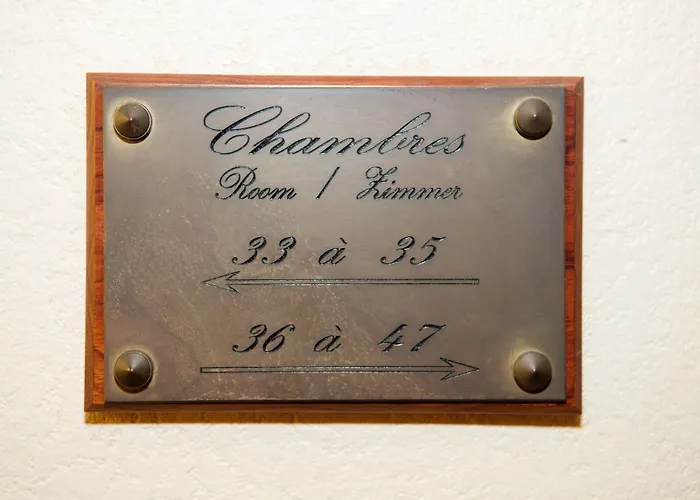 Chambres
Room / Zimmer
33 à 35
36 à 47